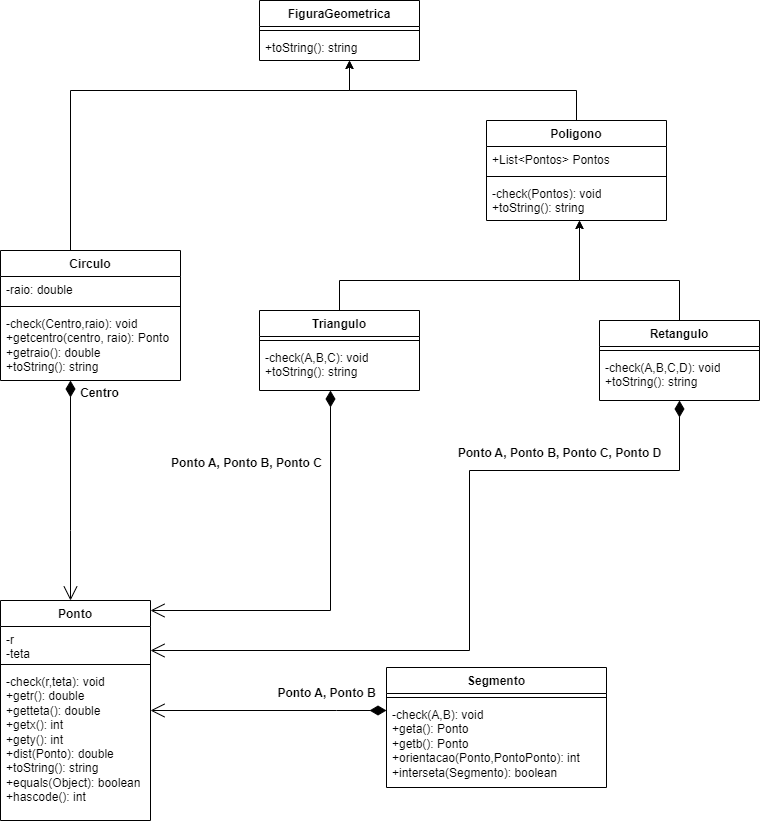 FiguraGeometrica
+toString(): string
Poligono
+List<Pontos> Pontos
-check(Pontos): void
+toString(): string
Circulo
-raio: double
-check(Centro,raio): void
+getcentro(centro, raio): Ponto
+getraio(): double
+toString(): string
Centro
Triangulo
-check(A,B,C): void
+toString(): string
Retangulo
-check(A,B,C,D): void
+toString(): string
Ponto A, Ponto B, Ponto C
Ponto A, Ponto B, Ponto C, Ponto D
Ponto
-r
-teta
-check(r,teta): void
+getr(): double
+getteta(): double
+getx(): int
+gety(): int
+dist(Ponto): double
+toString(): string
+equals(Object): boolean
+hascode(): int
Ponto A, Ponto B
Segmento
-check(A,B): void
+geta(): Ponto
+getb(): Ponto
+orientacao(Ponto,PontoPonto): int
+interseta(Segmento): boolean